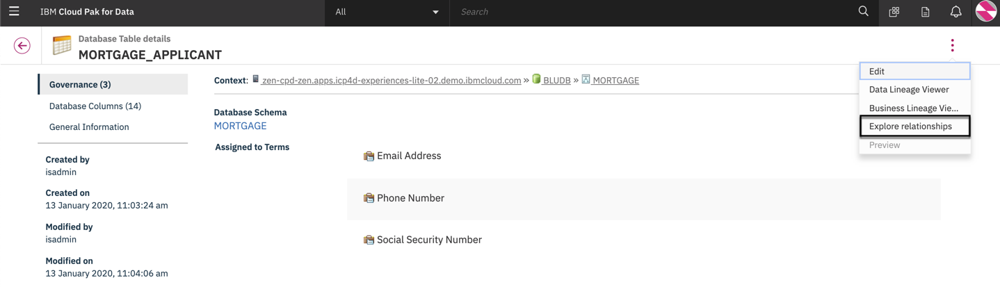 IBM Cloud Pak for Data
All
Search
Database Table details
MORTGAGE_APPLICANT
Edit
Data Lineage Viewer
Business Lineage Vie...
Explore relationships
Preview
Governance (3)
Database Columns (14)
General Information
Created by
isadmin
Created on
13 January 2020, 11:03:24 am
Modified by
isadmin
Modified on
13 January 2020, 11:04:06 am
Context: zen-cpd-zen.apps.icp4d-experiences-lite-02.demo.ibmcloud.com » BLUDB » MORTGAGE
Database Schema
MORTGAGE
Assigned to Terms
Email Address
Phone Number
Social Security Number